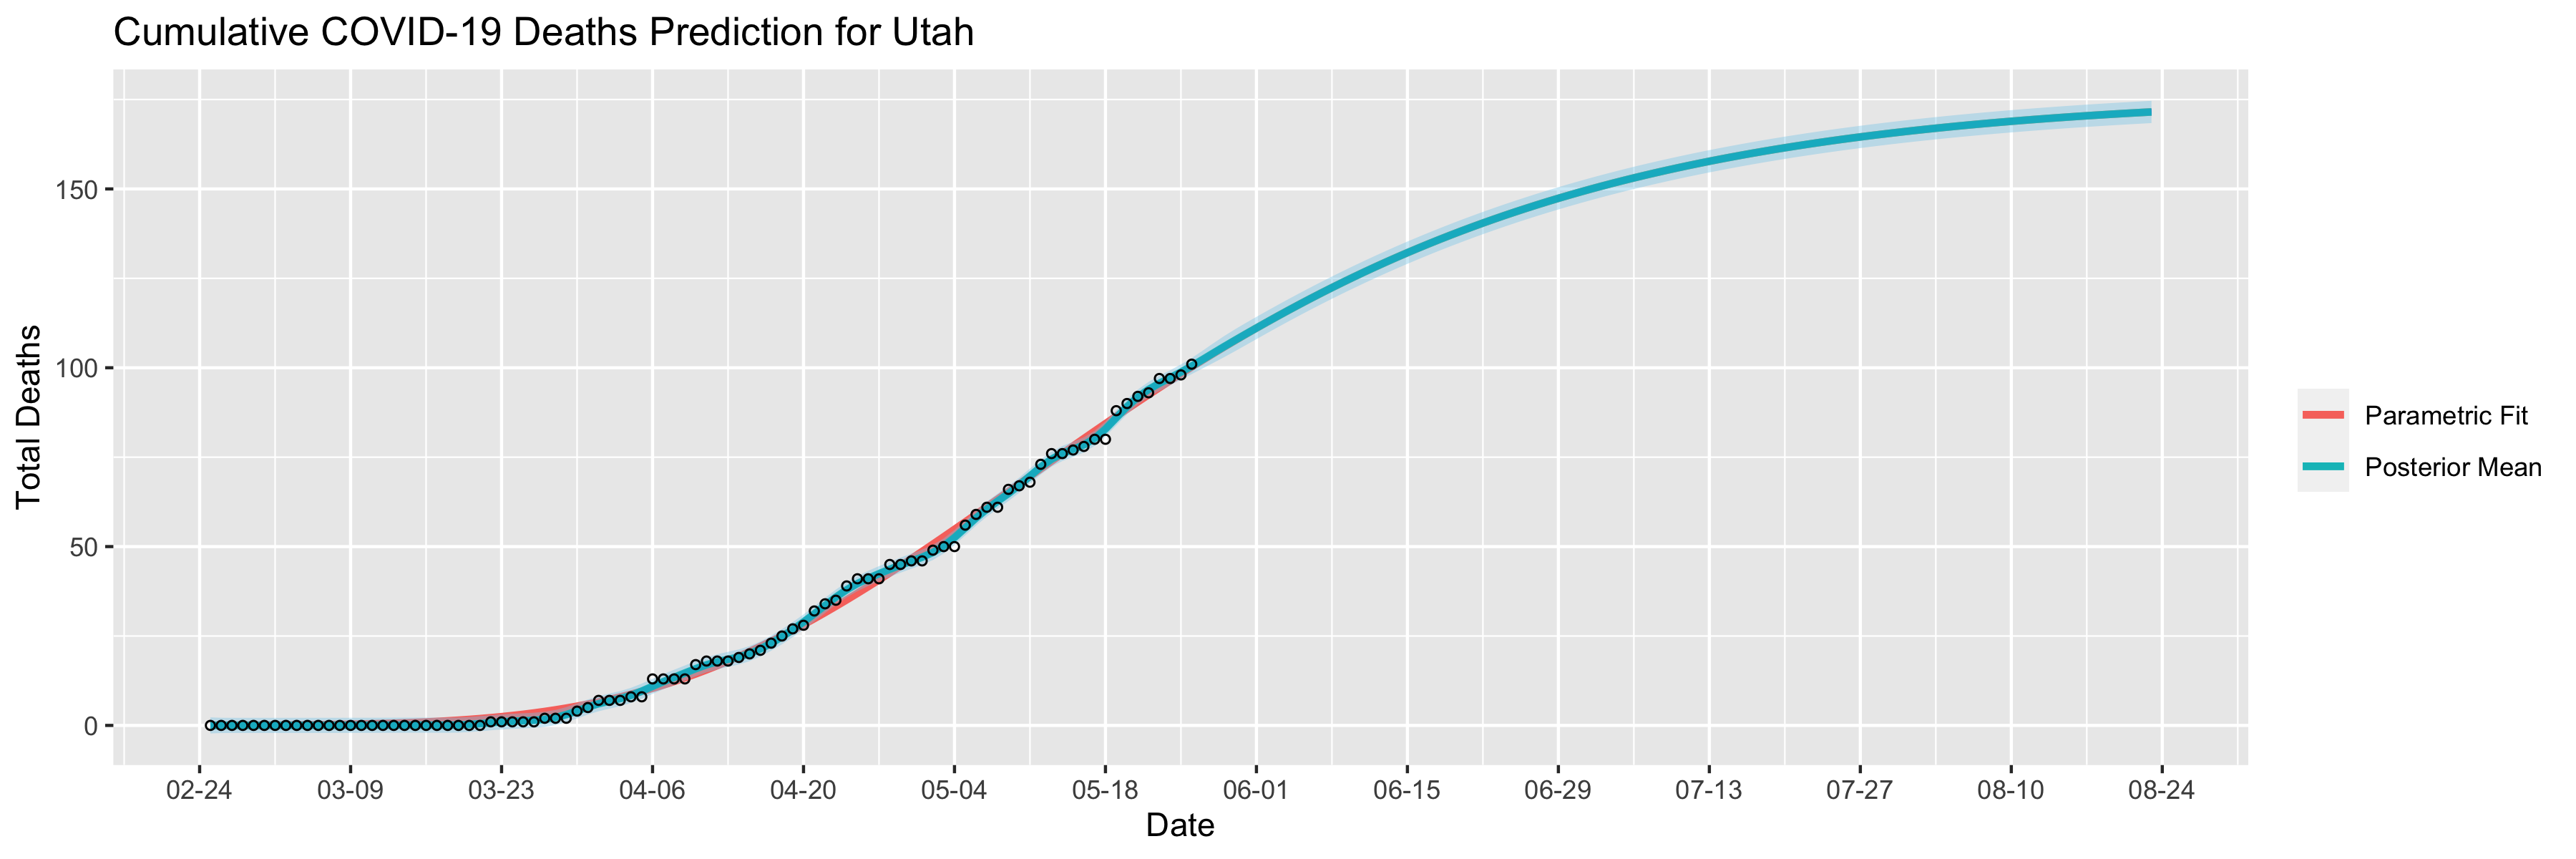 Cumulative COVID-19 Deaths Prediction for Utah
Total Deaths
150
100
50
0
02-24 03-09 03-23 04-06 04-20 05-04 05-18 06-01 06-15 06-29 07-13 07-27 08-10 08-24
Date
Parametric Fit
Posterior Mean